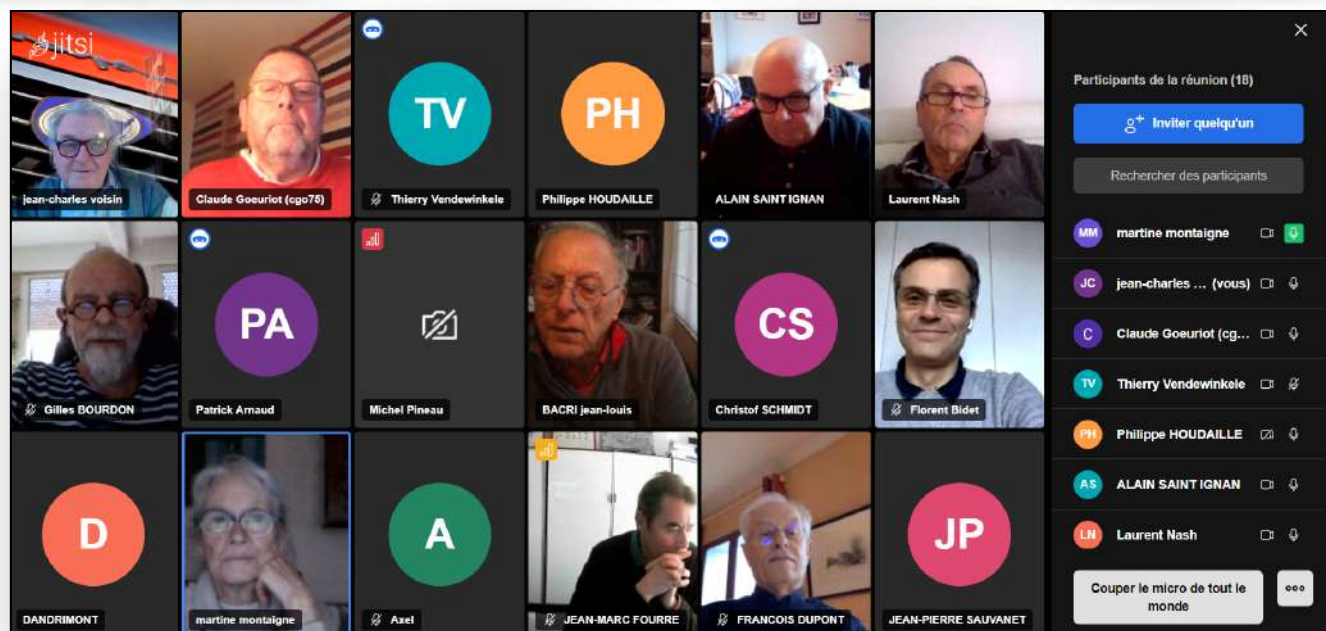 jitsi
jean-charles voisin
Claude Goeuriot (cgo75)
TV
Thierry Vendewinkele
PH
Philippe HOUDAILLE
ALAIN SAINT IGNAN
Laurent Nash
Gilles BOURDON
PA
Patrick Arnaud
Michel Pineau
BACRI jean-louis
CS
Christof SCHMIDT
Florent Bidet
D
DANDRIMONT
martine montaigne
A
Axel
JEAN-MARC FOURRE
FRANCOIS DUPONT
JP
JEAN-PIERRE SAUVANET
Participants de la réunion (18)
Inviter quelqu'un
Rechercher des participants
MM martine montaigne
JC jean-charles ... (vous)
C Claude Goeuriot (cg...
TV Thierry Vendewinkele
PH Philippe HOUDAILLE
AS ALAIN SAINT IGNAN
LN Laurent Nash
Couper le micro de tout le
monde